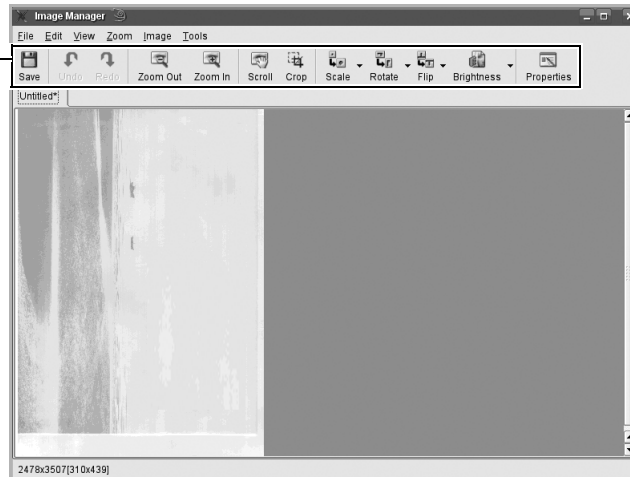 Image Manager
File Edit View Zoom Image Tools
Save Undo Redo Zoom Out Zoom In Scroll Crop Scale Rotate Flip Brightness Properties
Untitled*
2478x3507[310x439]